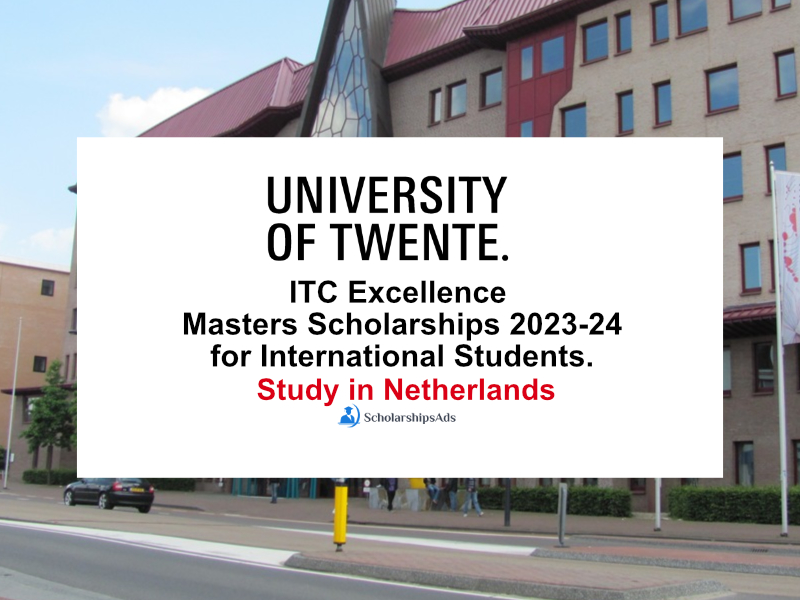 UNIVERSITY
OF TWENTE.
ITC Excellence
Masters Scholarships 2023-24
for International Students.
Study in Netherlands
ScholarshipsAds